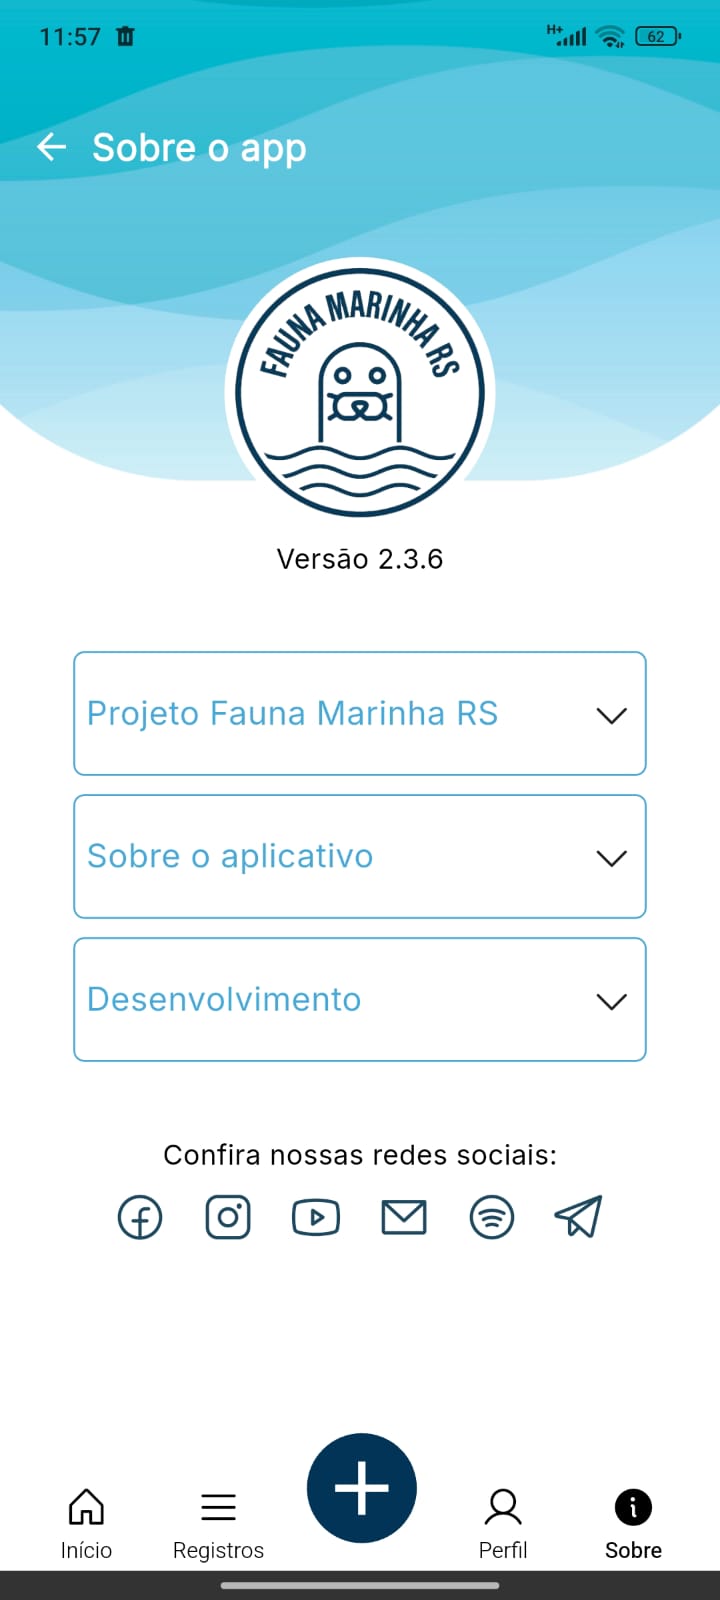 11:57
H+
62
Sobre o app
FAUNA MARINHA RS
Versão 2.3.6
Projeto Fauna Marinha RS
Sobre o aplicativo
Desenvolvimento
Confira nossas redes sociais:
Início
Registros
Perfil
Sobre